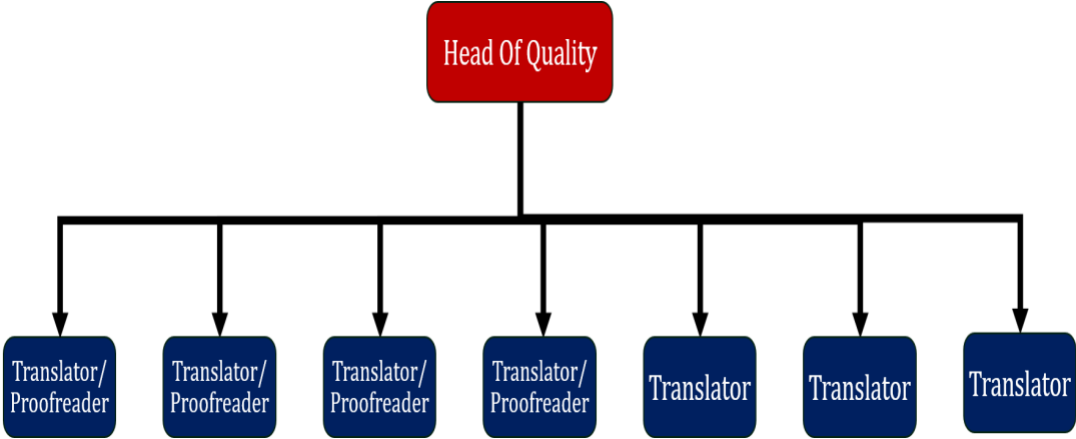 Head Of Quality
Translator/
Proofreader
Translator/
Proofreader
Translator/
Proofreader
Translator/
Proofreader
Translator
Translator
Translator